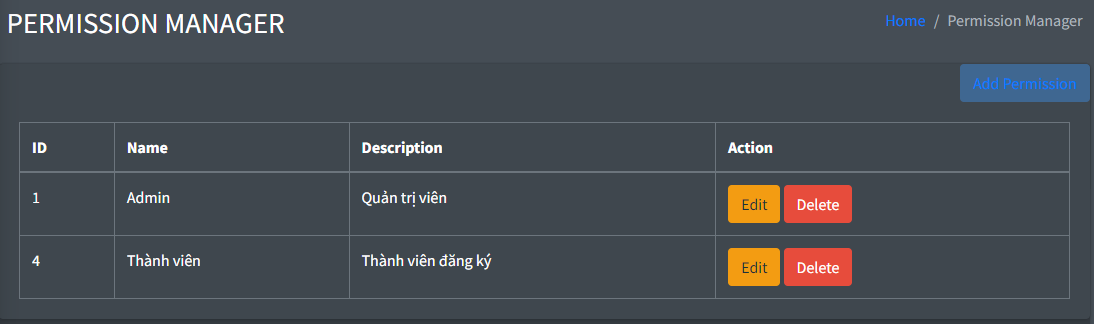 PERMISSION MANAGER
Home / Permission Manager
Add Permission
ID Name Description Action
1 Admin Quản trị viên Edit Delete
4 Thành viên Thành viên đăng ký Edit Delete